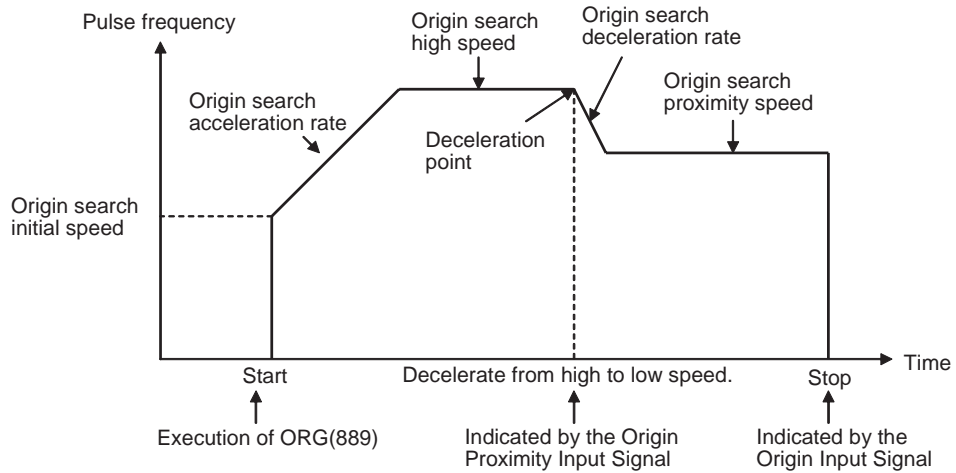 Pulse frequency
Origin search
high speed
Origin search
deceleration rate
Origin search
acceleration rate
Origin search
proximity speed
Deceleration
point
Origin search
initial speed
Time
Start
Decelerate from high to low speed.
Stop
Execution of ORG(889)
Indicated by the Origin
Proximity Input Signal
Indicated by the
Origin Input Signal